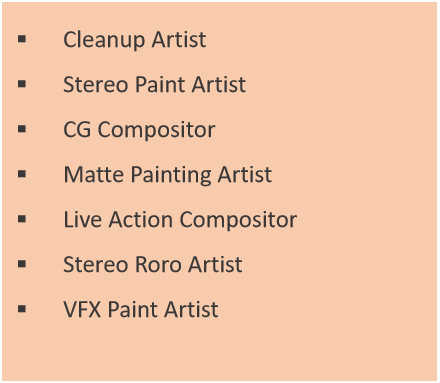 ▪ Cleanup Artist
▪ Stereo Paint Artist
▪ CG Compositor
▪ Matte Painting Artist
▪ Live Action Compositor
▪ Stereo Roro Artist
▪ VFX Paint Artist